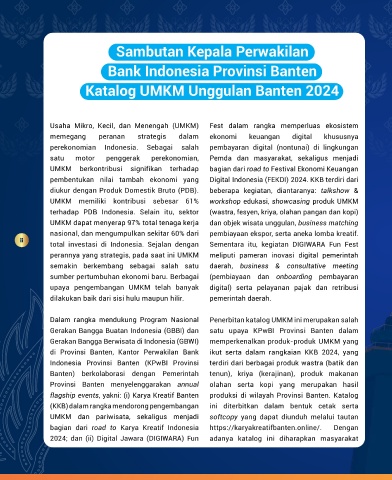 Sambutan Kepala Perwakilan
Bank Indonesia Provinsi Banten
Katalog UMKM Unggulan Banten 2024
Usaha Mikro, Kecil, dan Menengah (UMKM)
memegang peranan strategis dalam
perekonomian Indonesia. Sebagai salah
satu motor penggerak perekonomian,
UMKM berkontribusi signifikan terhadap
pembentukan nilai tambah ekonomi yang
diukur dengan Produk Domestic Bruto (PDB).
UMKM memiliki kontribusi sebesar 61%
terhadap PDB Indonesia. Selain itu, sektor
UMKM dapat menyerap 97% total tenaga kerja
nasional, dan mengumpulkan sekitar 60% dari
total investasi di Indonesia. Sejalan dengan
perannya yang strategis, pada saat ini UMKM
semakin berkembang sebagai salah satu
sumber pertumbuhan ekonomi baru. Berbagai
upaya pengembangan UMKM telah banyak
dilakukan baik dari sisi hulu maupun hilir.
Dalam rangka mendukung Program Nasional
Gerakan Bangga Buatan Indonesia (GBBI) dan
Gerakan Bangga Berwisata di Indonesia (GBWI)
di Provinsi Banten, Kantor Perwakilan Bank
Indonesia Provinsi Banten (KPwBI Provinsi
Banten) berkolaborasi dengan Pemerintah
Provinsi Banten menyelenggarakan annual
flagship events, yakni: (i) Karya Kreatif Banten
(KKB) dalam rangka mendorong pengembangan
UMKM dan pariwisata, sekaligus menjadi
bagian dari road to Karya Kreatif Indonesia
2024; dan (ii) Digital Jawara (DIGIWARA) Fun
Fest dalam rangka memperluas ekosistem
ekonomi keuangan digital khususnya
pembayaran digital (nontunai) di lingkungan
Pemda dan masyarakat, sekaligus menjadi
bagian dari road to Festival Ekonomi Keuangan
Digital Indonesia (FEKDI) 2024. KKB terdiri dari
beberapa kegiatan, diantaranya: talkshow &
workshop edukasi, showcasing produk UMKM
(wastra, fesyen, kriya, olahan pangan dan kopi)
dan objek wisata unggulan, business matching
pembiayaan ekspor, serta aneka lomba kreatif.
Sementara itu, kegiatan DIGIWARA Fun Fest
meliputi pameran inovasi digital pemerintah
daerah, business & consultative meeting
(pembiayaan dan onboarding pembayaran
digital) serta pelayanan pajak dan retribusi
pemerintah daerah.
Penerbitan katalog UMKM ini merupakan salah
satu upaya KPwBI Provinsi Banten dalam
memperkenalkan produk-produk UMKM yang
ikut serta dalam rangkaian KKB 2024, yang
terdiri dari berbagai produk wastra (batik dan
tenun), kriya (kerajinan), produk makanan
olahan serta kopi yang merupakan hasil
produksi di wilayah Provinsi Banten. Katalog
ini diterbitkan dalam bentuk cetak serta
softcopy yang dapat diunduh melalui tautan
https://karyakreatifbanten.online/. Dengan
adanya katalog ini diharapkan masyarakat